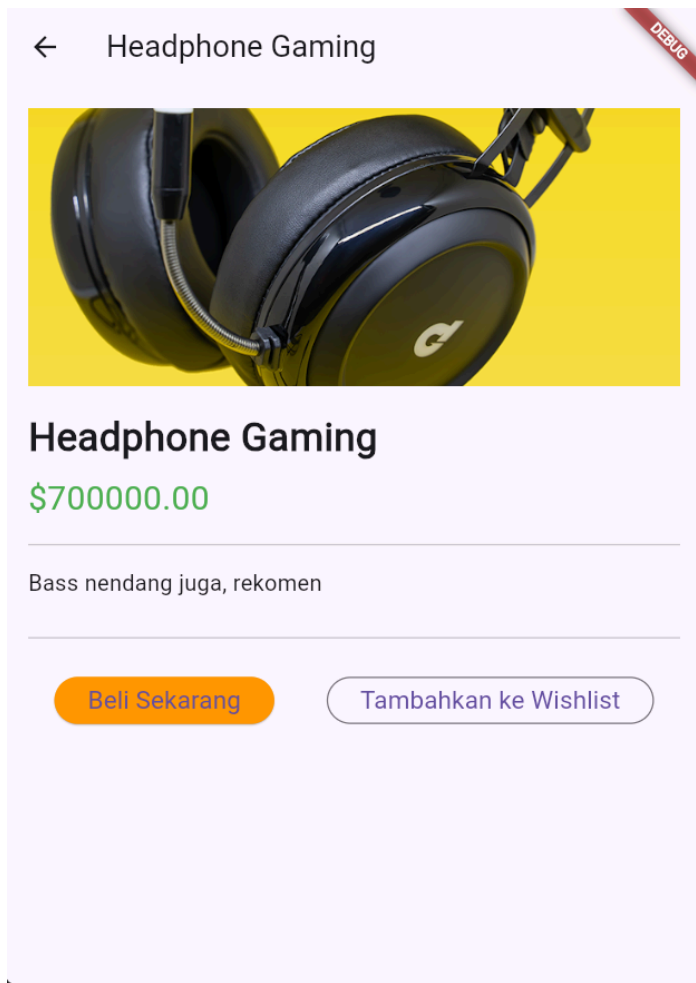 Headphone Gaming
DEBUG
Headphone Gaming
$700000.00
Bass nendang juga, rekomen
Beli Sekarang
Tambahkan ke Wishlist